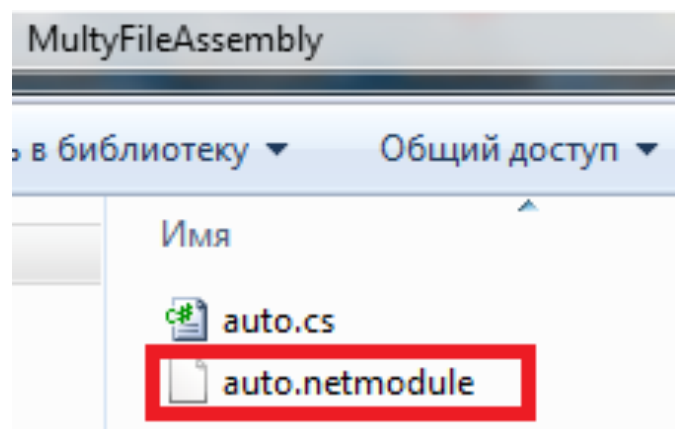 MultyFileAssembly
в библиотеку Общий доступ
Имя
auto.cs
auto.netmodule